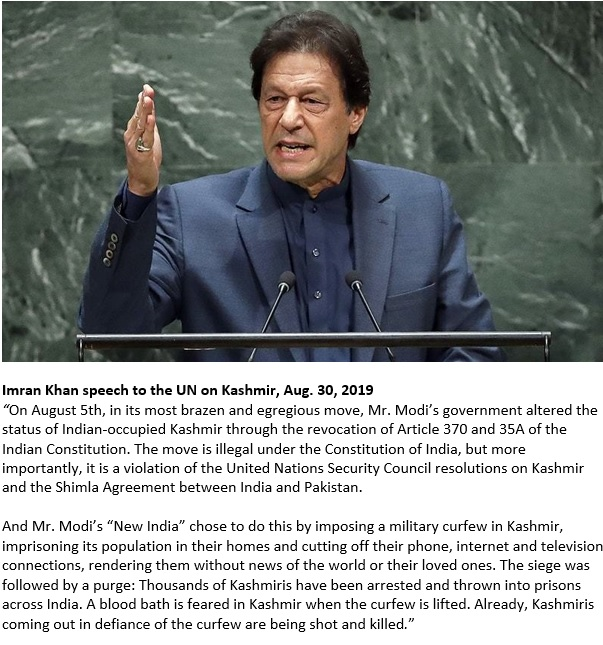 Imran Khan speech to the UN on Kashmir, Aug. 30, 2019
“On August 5th, in its most brazen and egregious move, Mr. Modi’s government altered the
status of Indian-occupied Kashmir through the revocation of Article 370 and 35A of the
Indian Constitution. The move is illegal under the Constitution of India, but more
importantly, it is a violation of the United Nations Security Council resolutions on Kashmir
and the Shimla Agreement between India and Pakistan.
And Mr. Modi’s “New India” chose to do this by imposing a military curfew in Kashmir,
imprisoning its population in their homes and cutting off their phone, internet and television
connections, rendering them without news of the world or their loved ones. The siege was
followed by a purge: Thousands of Kashmiris have been arrested and thrown into prisons
across India. A blood bath is feared in Kashmir when the curfew is lifted. Already, Kashmiris
coming out in defiance of the curfew are being shot and killed.”